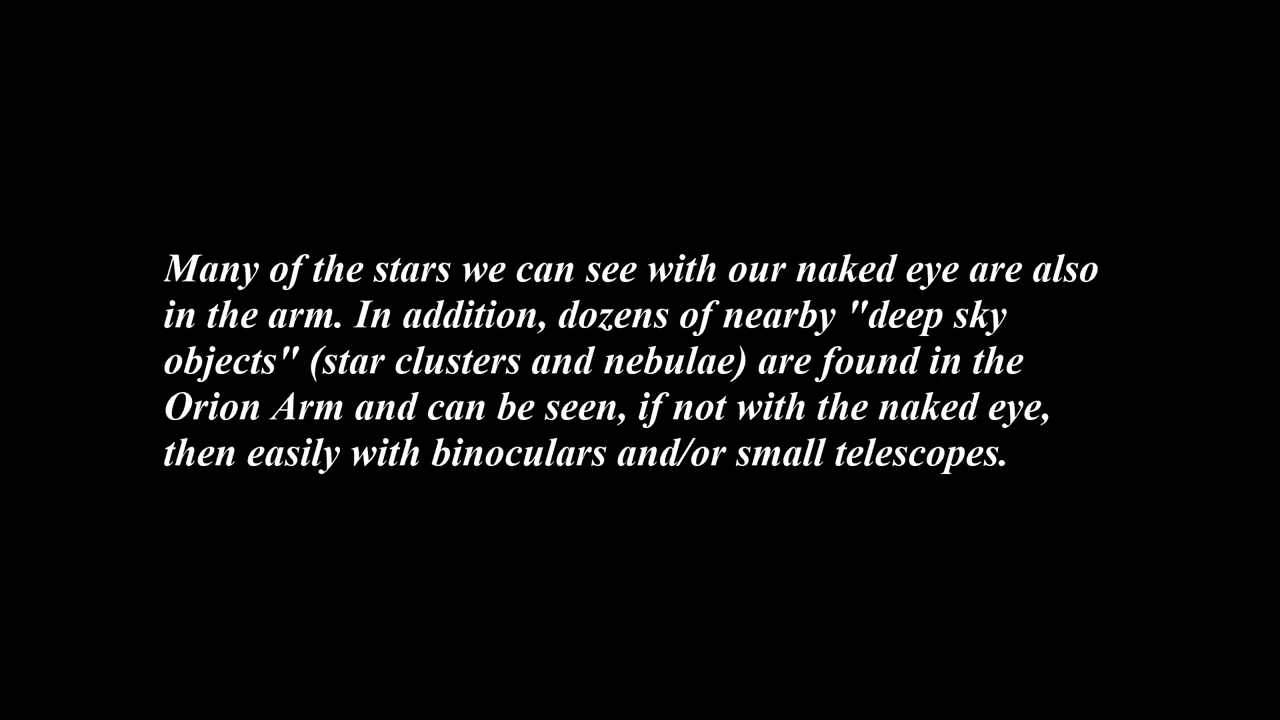 Many of the stars we can see with our naked eye are also
in the arm. In addition, dozens of nearby "deep sky
objects" (star clusters and nebulae) are found in the
Orion Arm and can be seen, if not with the naked eye,
then easily with binoculars and/or small telescopes.